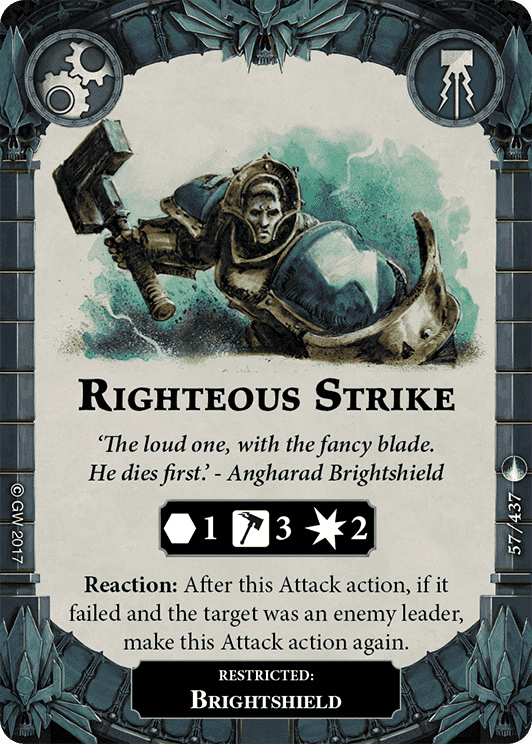 RIGHTEOUS STRIKE
‘The loud one, with the fancy blade.
He dies first.’ - Angharad Brightshield
1 3 2
Reaction: After this Attack action, if it
failed and the target was an enemy leader,
make this Attack action again.
RESTRICTED:
BRIGHTSHIELD
© GW 2017
57/437